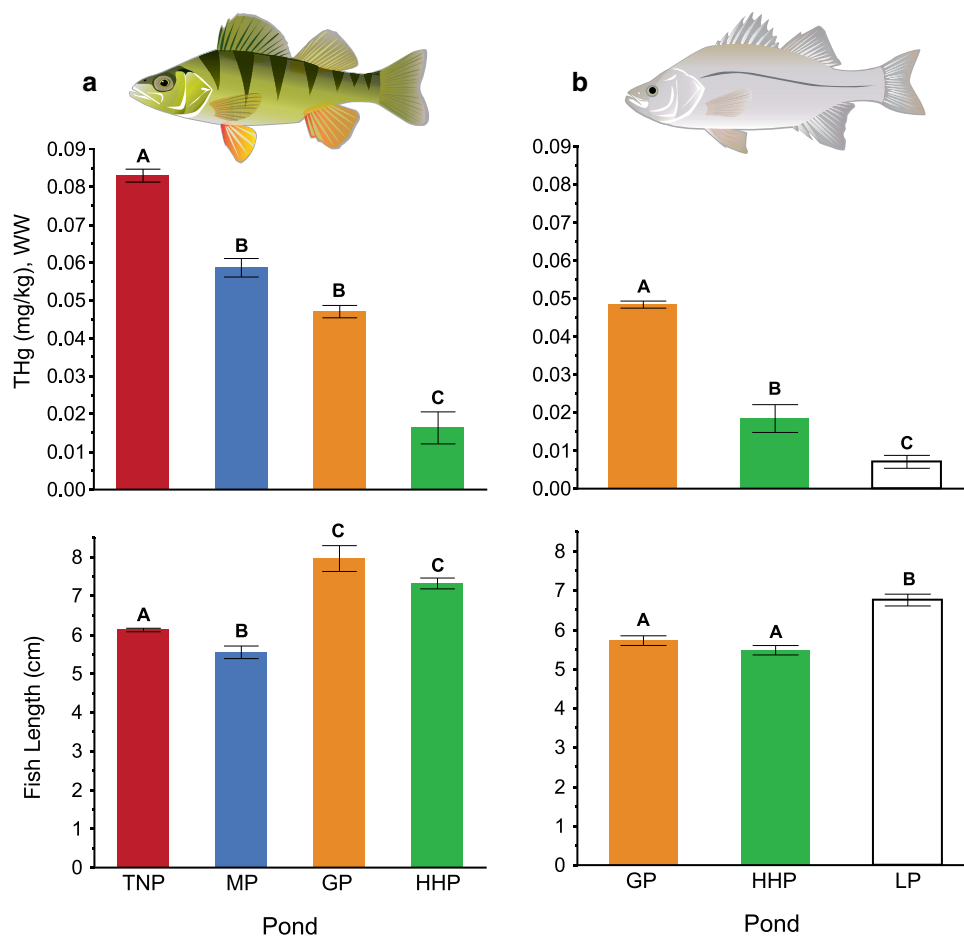 a
THg (mg/kg), WW
0.09
0.08
0.07
0.06
0.05
0.04
0.03
0.02
0.01
0.00
A
B
B
C
Fish Length (cm)
8
7
6
5
4
3
2
1
0
A
B
C
C
TNP MP GP HHP
Pond
b
0.09
0.08
0.07
0.06
0.05
0.04
0.03
0.02
0.01
0.00
A
B
C
8
7
6
5
4
3
2
1
0
A
A
B
GP HHP LP
Pond